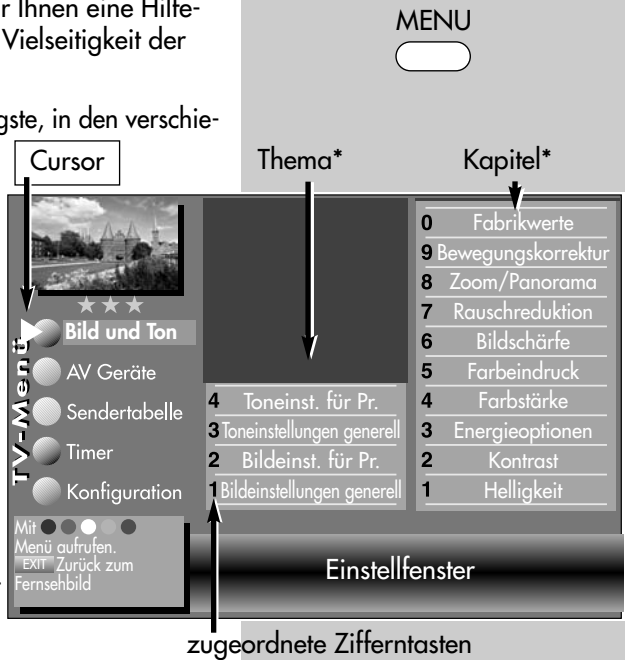 r Ihnen eine Hilfe-
Vielseitigkeit der
gste, in den verschie-
MENU
Cursor
Thema*
Kapitel*
TV-Menü
Bild und Ton
AV Geräte
Sendertabelle
Timer
Konfiguration
Mit
Menü aufrufen.
EXIT Zurück zum
Fernsehbild
4 Toneinst. für Pr.
3 Toneinstellungen generell
2 Bildeinst. für Pr.
1 Bildeinstellungen generell
0 Fabrikwerte
9 Bewegungskorrektur
8 Zoom/Panorama
7 Rauschreduktion
6 Bildschärfe
5 Farbeindruck
4 Farbstärke
3 Energieoptionen
2 Kontrast
1 Helligkeit
Einstellfenster
zugeordnete Zifferntasten